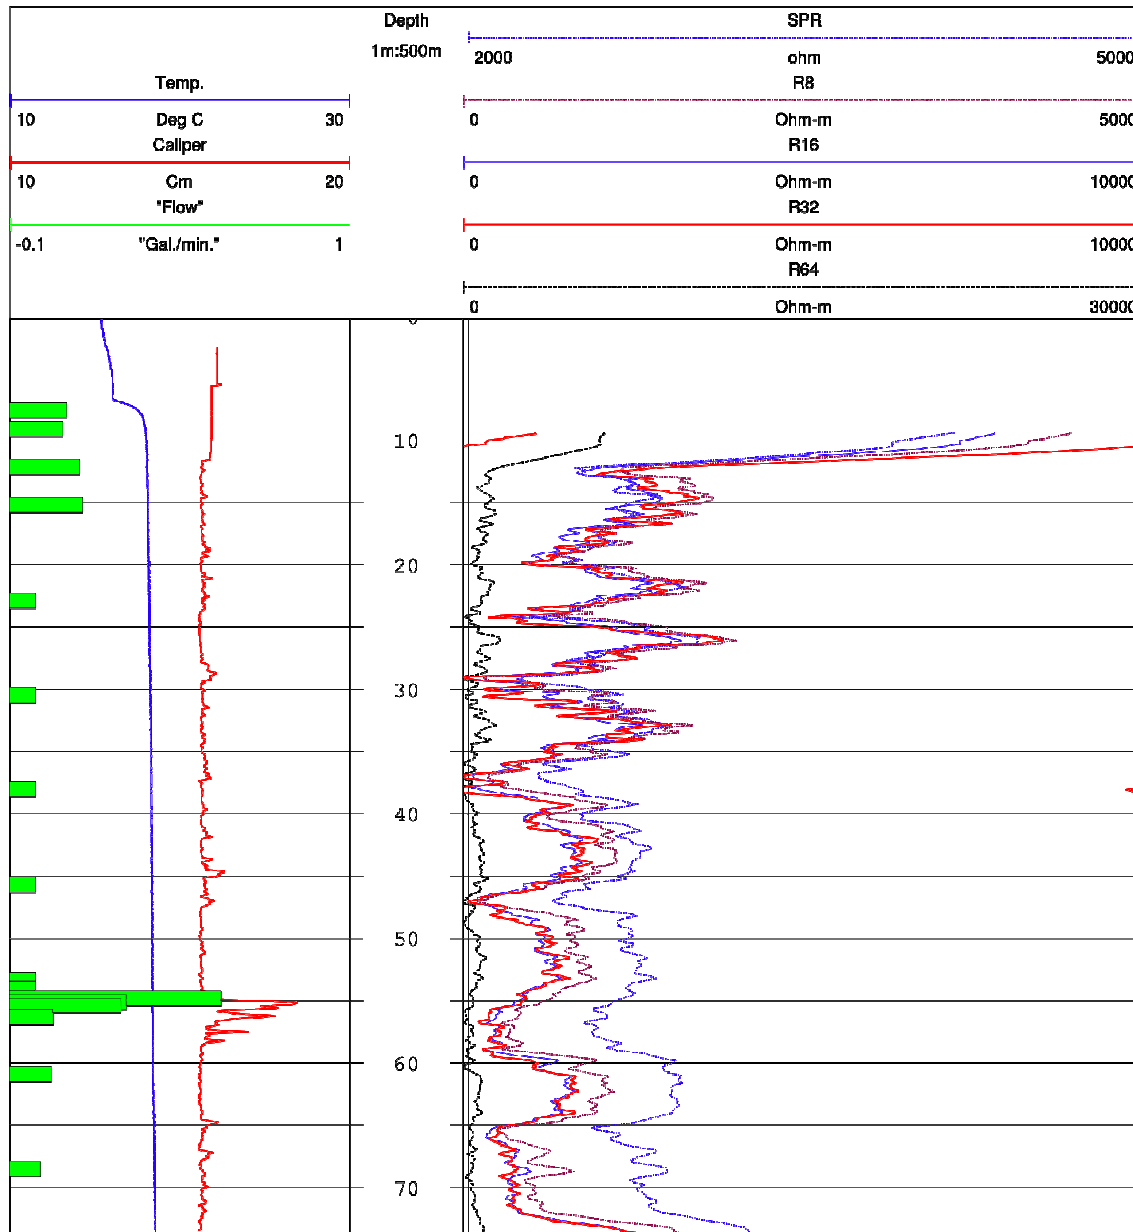 Depth SPR
1m:500m
2000 ohm 5000
Temp. R8
10 Deg C 30 0 Ohm-m 5000
Caliper R16
10 Cm 20 0 Ohm-m 10000
"Flow" R32
-0.1 "Gal./min." 1 0 Ohm-m 10000
R64
0 Ohm-m 30000
0
10
20
30
40
50
60
70